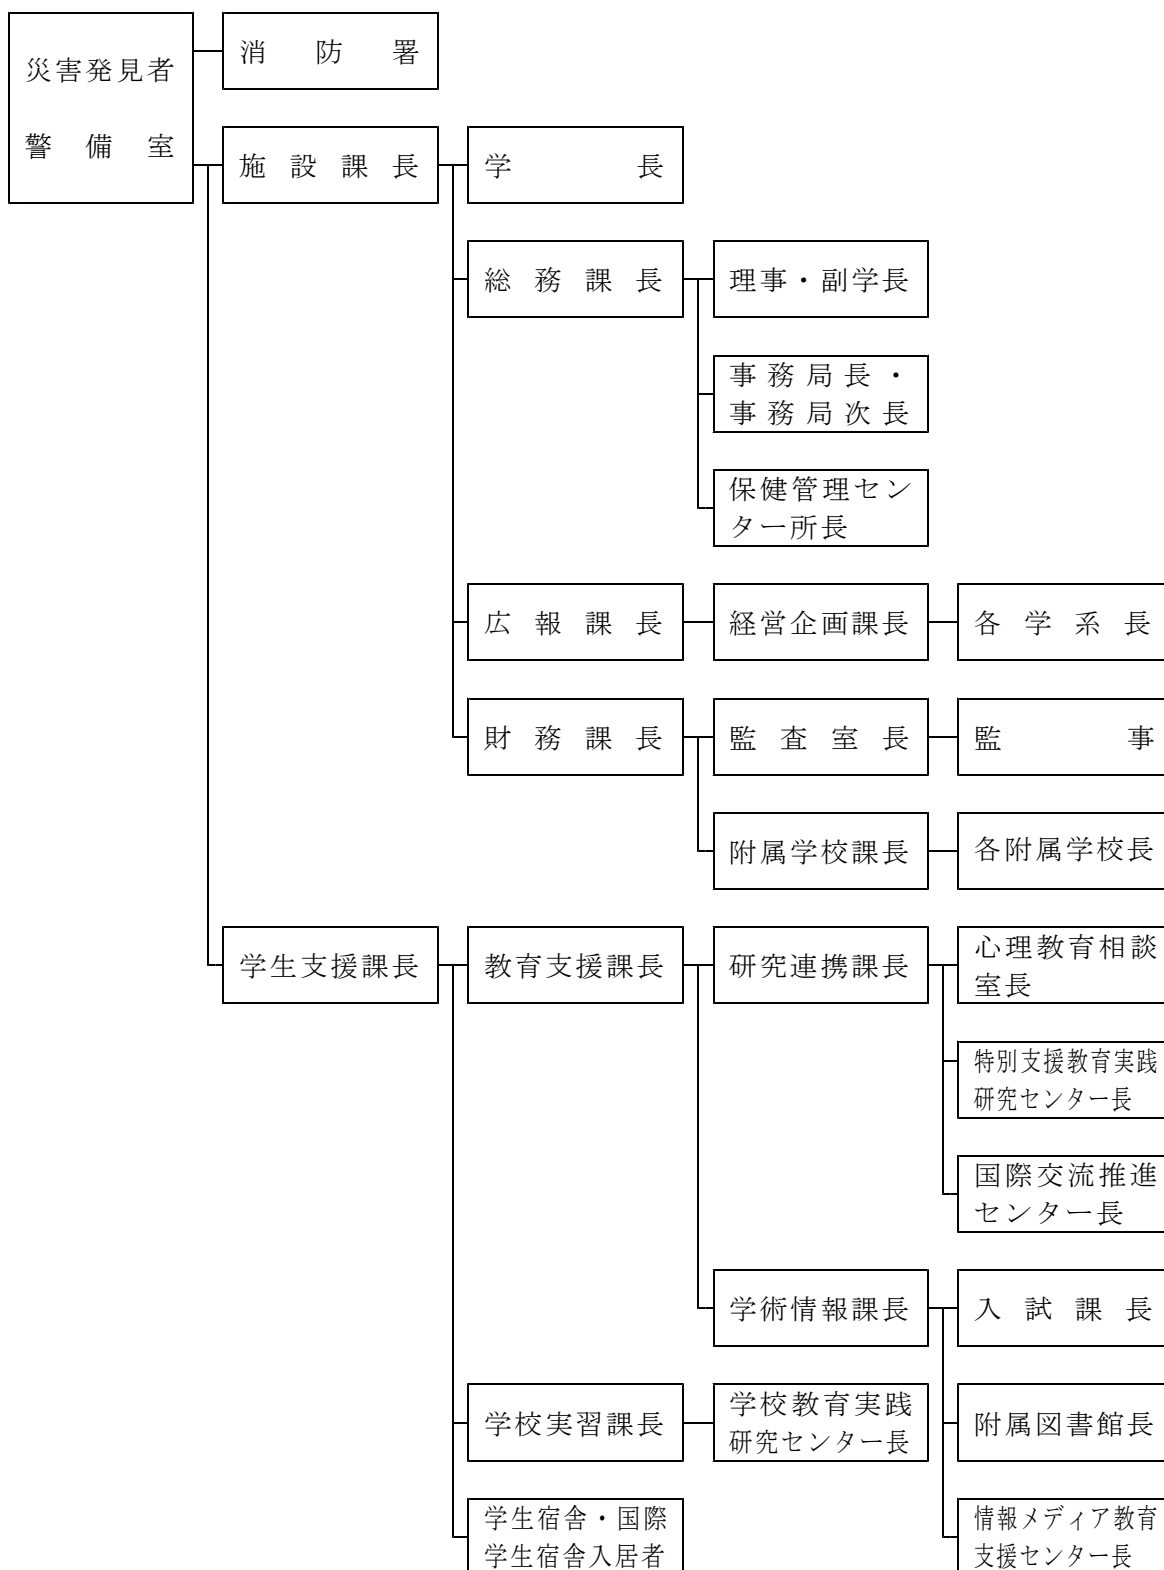 災害発見者
警備室
消防署
施設課長
学長
総務課長
理事・副学長
事務局長・
事務局次長
保健管理セン
ター所長
広報課長
経営企画課長
各学系長
財務課長
監査室長
監事
附属学校課長
各附属学校長
学生支援課長
教育支援課長
研究連携課長
心理教育相談
室長
特別支援教育実践
研究センター長
国際交流推進
センター長
学術情報課長
入試課長
学校実習課長
学校教育実践
研究センター長
附属図書館長
学生宿舎・国際
学生宿舎入居者
情報メディア教育
支援センター長